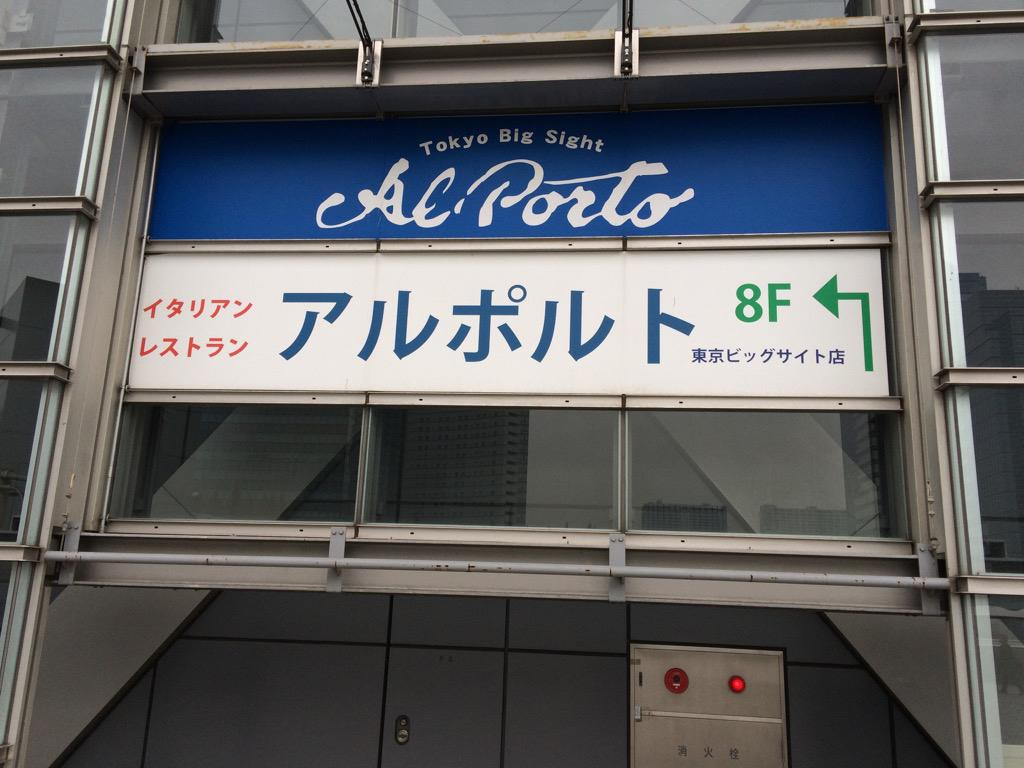 Tokyo Big Sight
Al Porto
イタリアン
レストラン
アルポルト
8F
東京ビッグサイト店
消火栓